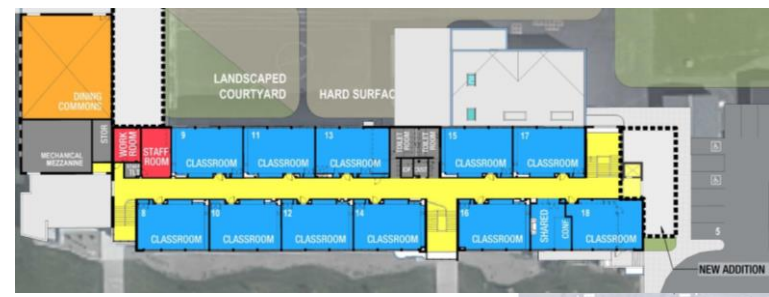 LANDSCAPED
COURTYARD
HARD SURFAC
DINING
COMMONS
MECHANICAL
MEZZANINE
STOR
WORK
ROOM
STAFF
ROOM
9
CLASSROOM
11
CLASSROOM
13
CLASSROOM
TOILET
ROOM
TOILET
ROOM
15
CLASSROOM
17
CLASSROOM
8
CLASSROOM
10
CLASSROOM
12
CLASSROOM
14
CLASSROOM
16
CLASSROOM
SHARED
CONF
18
CLASSROOM
5
NEW ADDITION